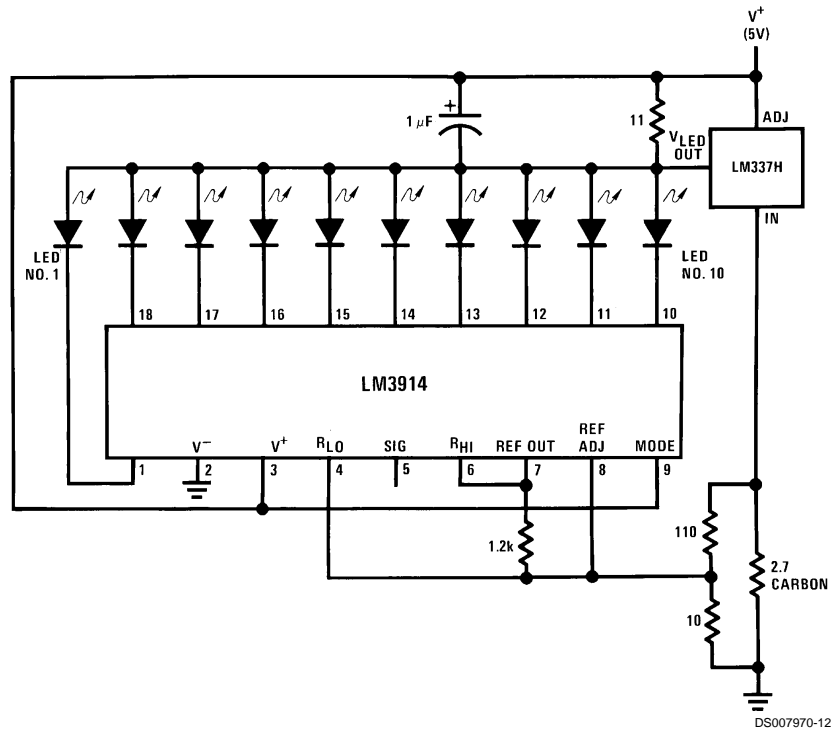 V+
(5V)
+
1 μF
11
VLED
OUT
ADJ
LM337H
IN
LED
NO. 1
LED
NO. 10
18
17
16
15
14
13
12
11
10
LM3914
V−
V+
RLO
SIG
RHI
REF OUT
REF
ADJ
MODE
1
2
3
4
5
6
7
8
9
1.2k
110
2.7
CARBON
10
DS007970-12